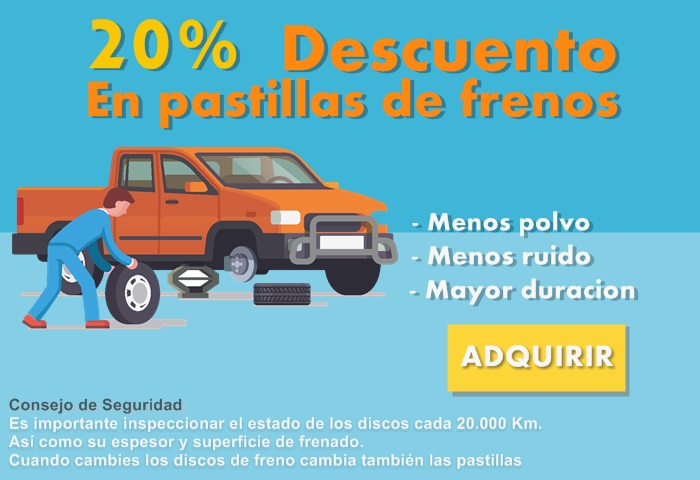 20% Descuento
En pastillas de frenos
- Menos polvo
- Menos ruido
- Mayor duracion
ADQUIRIR
Consejo de Seguridad
Es importante inspeccionar el estado de los discos cada 20.000 Km.
Así como su espesor y superficie de frenado.
Cuando cambies los discos de freno cambia también las pastillas